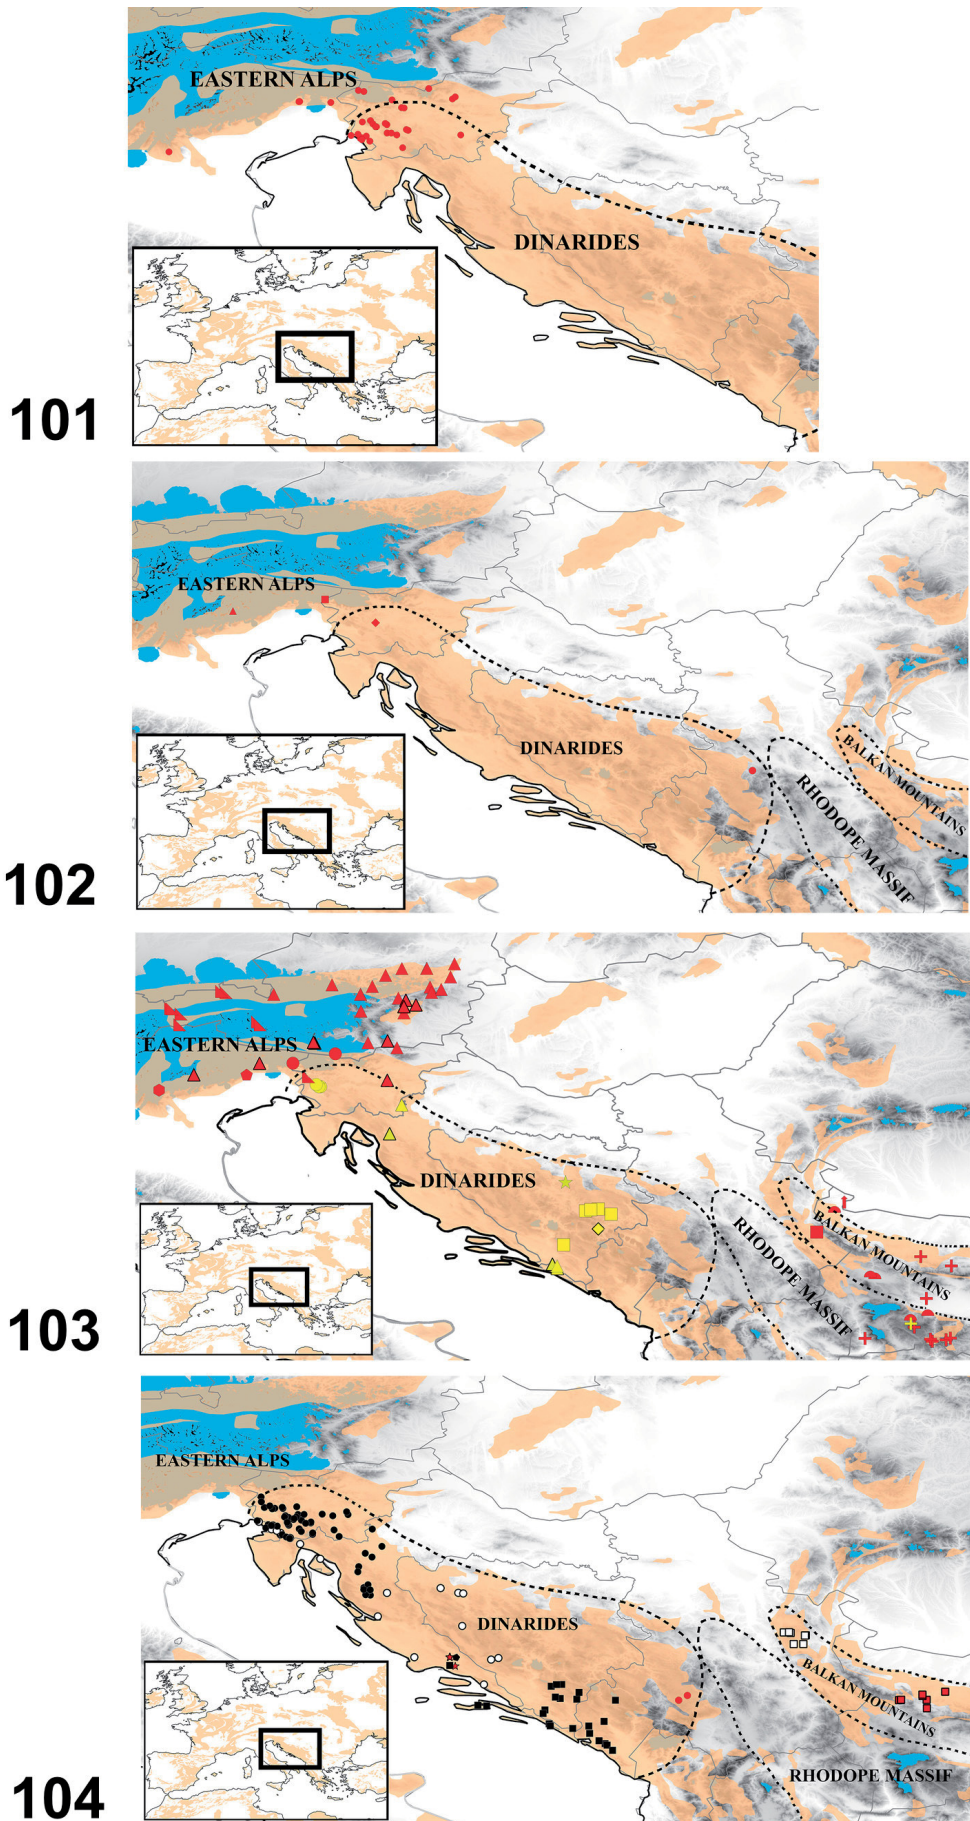 EASTERN ALPS
DINARIDES
101
EASTERN ALPS
DINARIDES
BALKAN MOUNTAINS
RHODOPE MASSIF
102
EASTERN ALPS
DINARIDES
BALKAN MOUNTAINS
RHODOPE MASSIF
103
EASTERN ALPS
DINARIDES
BALKAN MOUNTAINS
RHODOPE MASSIF
104